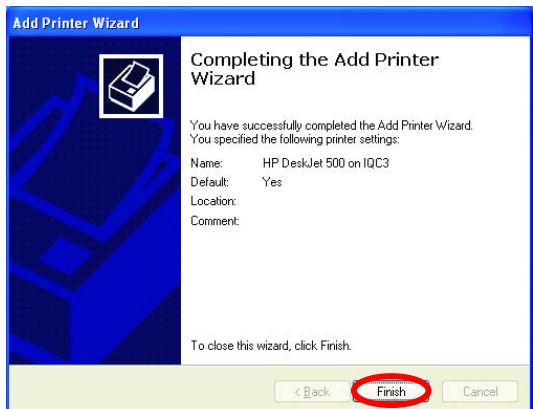 Add Printer Wizard
Completing the Add Printer
Wizard
You have successfully completed the Add Printer Wizard.
You specified the following printer settings:
Name: HP DeskJet 500 on IQC3
Default: Yes
Location:
Comment:
To close this wizard, click Finish.
< Back Finish Cancel